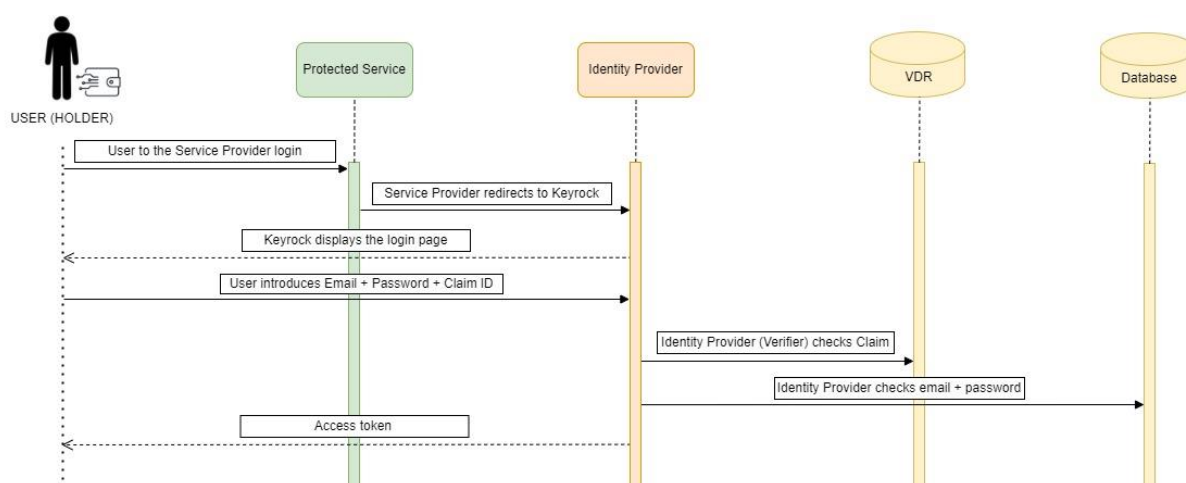 Protected Service
Identity Provider
VDR
Database
USER (HOLDER)
User to the Service Provider login
Service Provider redirects to Keyrock
Keyrock displays the login page
User introduces Email + Password + Claim ID
Identity Provider (Verifier) checks Claim
Identity Provider checks email + password
Access token